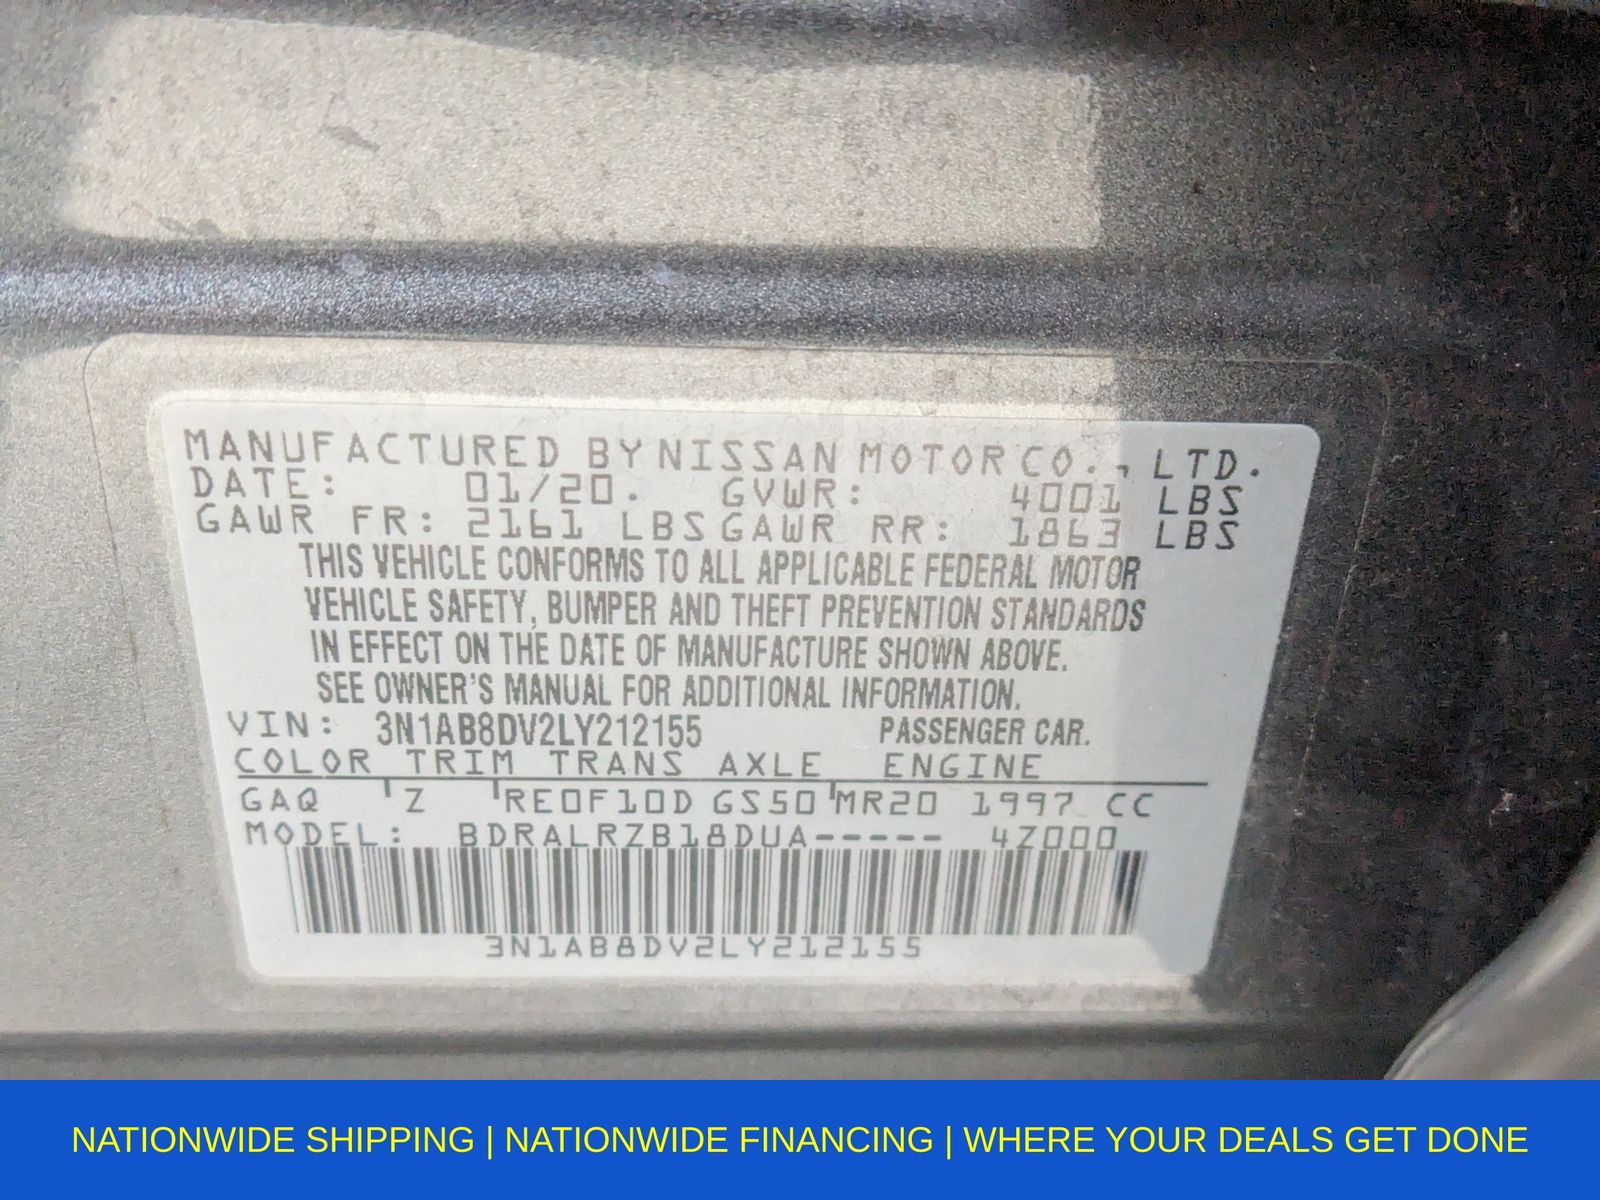 MANUFACTURED BY NISSAN MOTOR CO., LTD.
DATE: 01/20. GVWR: 4001 LBS
GAWR FR: 2161 LBS GAWR RR: 1863 LBS
THIS VEHICLE CONFORMS TO ALL APPLICABLE FEDERAL MOTOR
VEHICLE SAFETY, BUMPER AND THEFT PREVENTION STANDARDS
IN EFFECT ON THE DATE OF MANUFACTURE SHOWN ABOVE.
SEE OWNER'S MANUAL FOR ADDITIONAL INFORMATION.
VIN: 3N1AB8DV2LY212155 PASSENGER CAR.
COLOR TRIM TRANS AXLE ENGINE
GAQ Z RE0F10D GS50 MR20 1997 CC
MODEL: BDRALRZB18DUA----- 4Z000
3N1AB8DV2LY212155
NATIONWIDE SHIPPING | NATIONWIDE FINANCING | WHERE YOUR DEALS GET DONE